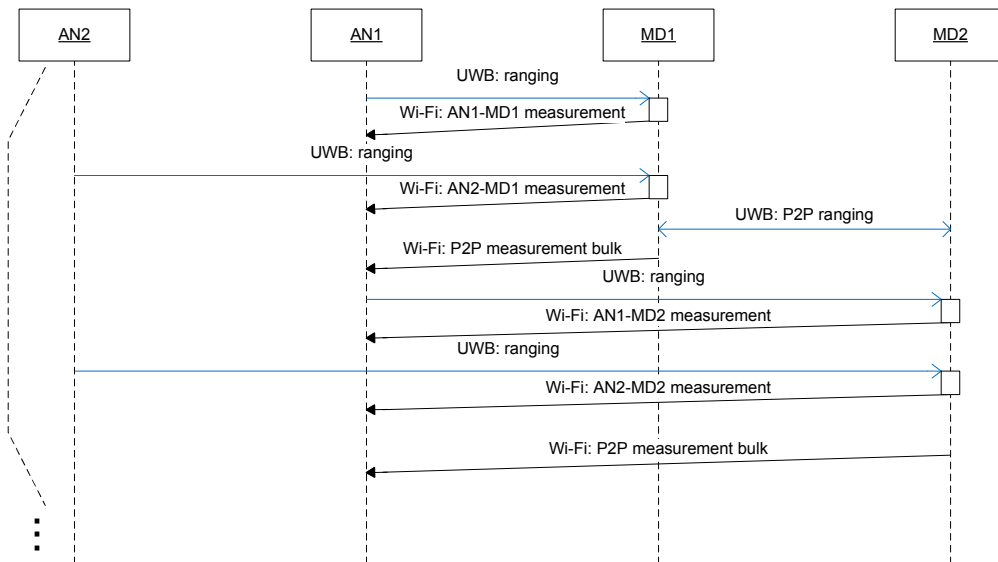 AN2
AN1
MD1
MD2
UWB: ranging
Wi-Fi: AN1-MD1 measurement
UWB: ranging
Wi-Fi: AN2-MD1 measurement
UWB: P2P ranging
Wi-Fi: P2P measurement bulk
UWB: ranging
Wi-Fi: AN1-MD2 measurement
UWB: ranging
Wi-Fi: AN2-MD2 measurement
Wi-Fi: P2P measurement bulk